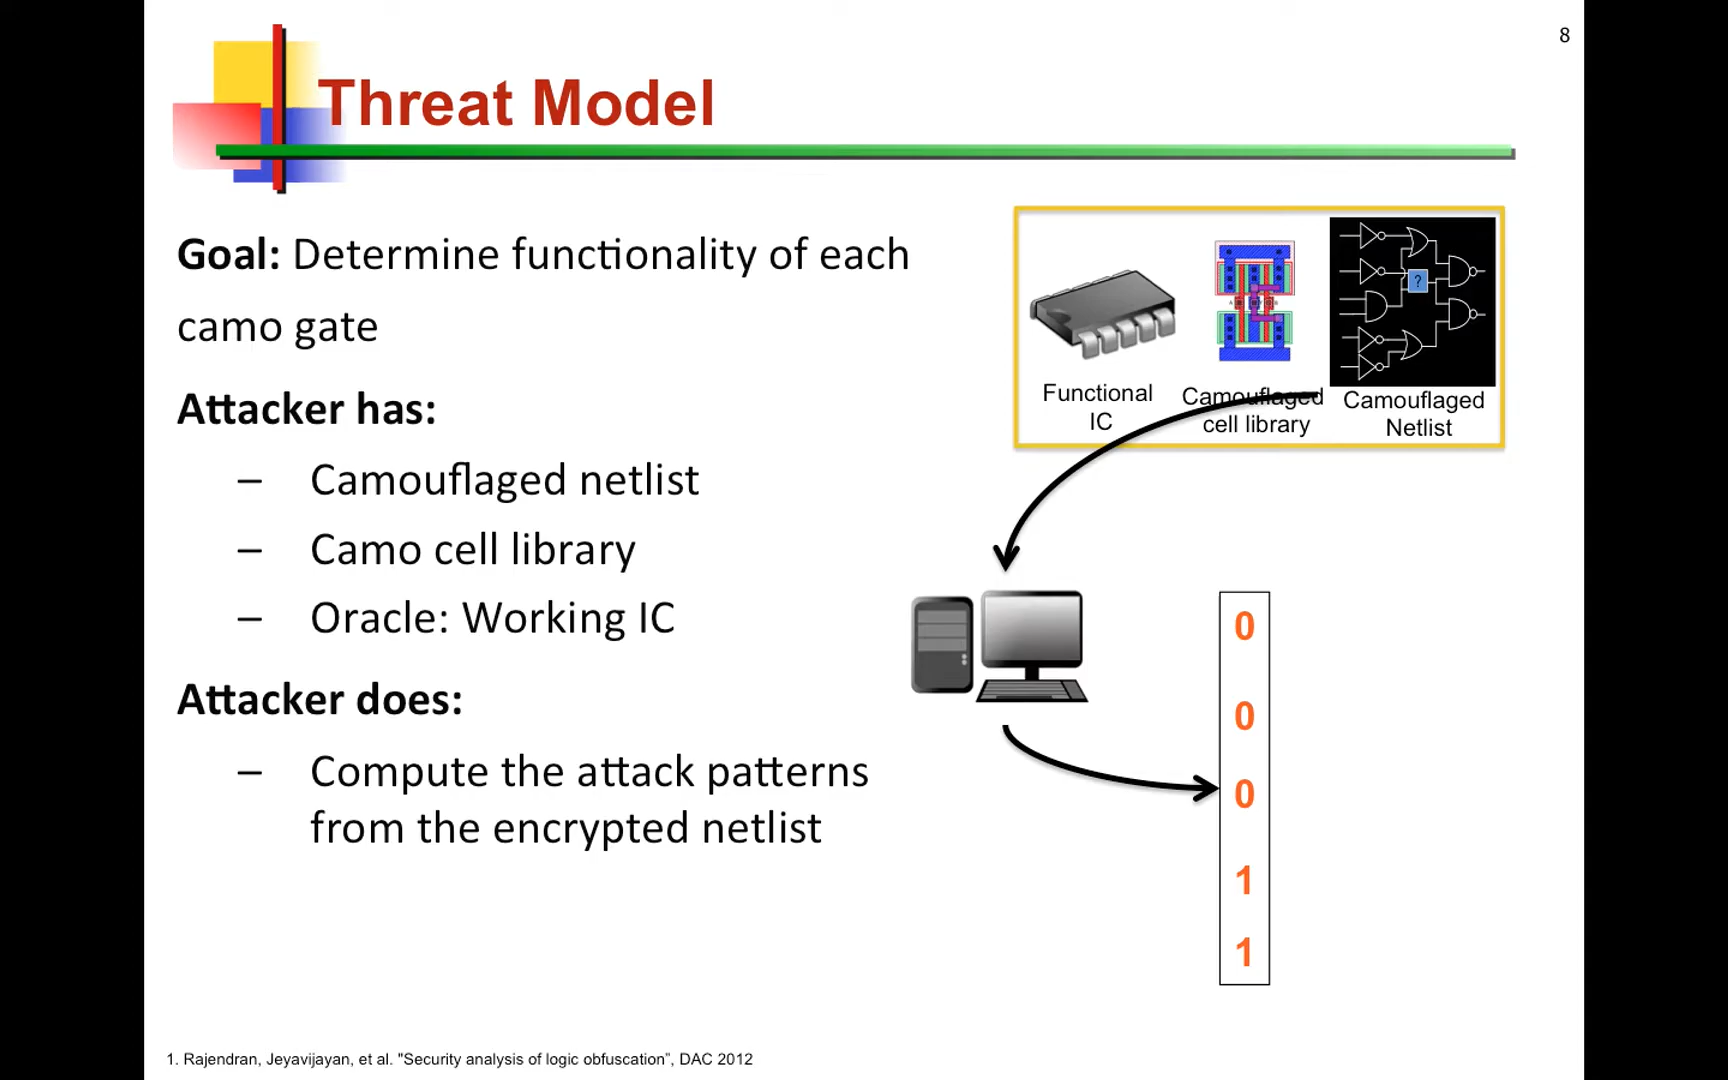 8
Threat Model
Goal: Determine functionality of each
camo gate
Attacker has:
– Camouflaged netlist
– Camo cell library
– Oracle: Working IC
Attacker does:
– Compute the attack patterns
from the encrypted netlist
Functional
IC
Camouflaged
cell library
?
Camouflaged
Netlist
0
0
0
1
1
1. Rajendran, Jeyavijayan, et al. "Security analysis of logic obfuscation”, DAC 2012